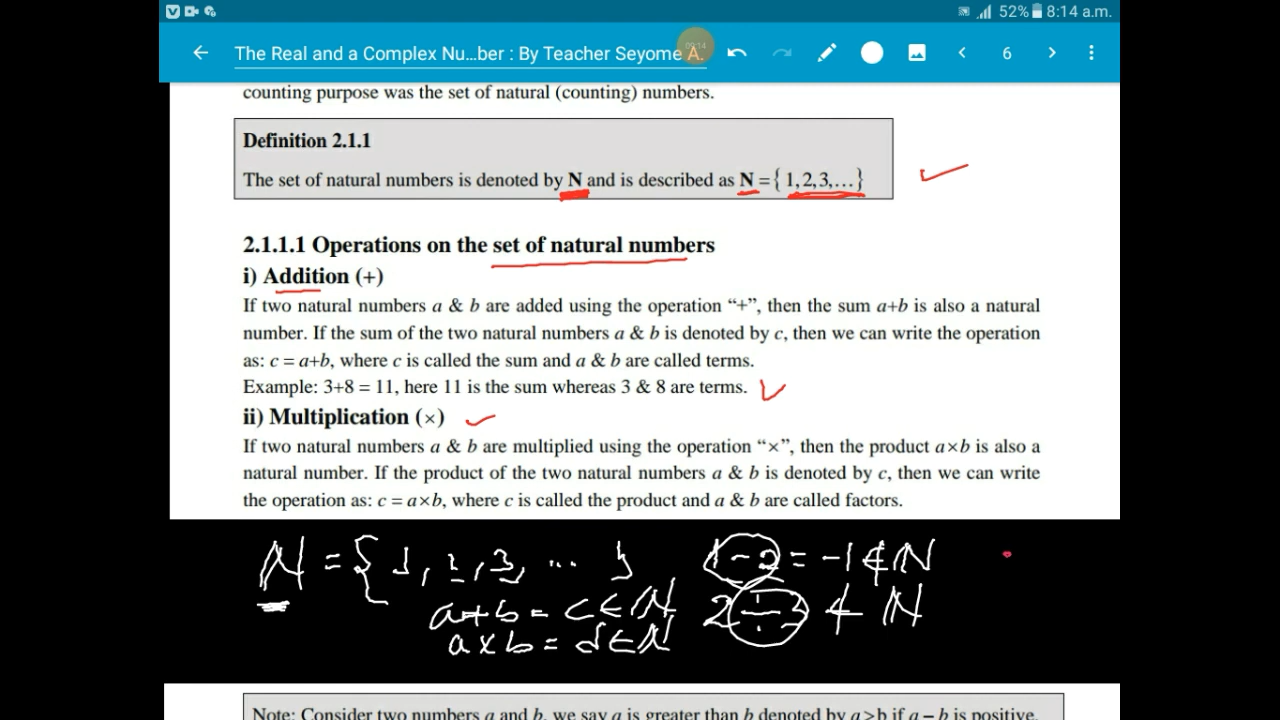 52% 8:14 a.m.
The Real and a Complex Nu...ber : By Teacher Seyome A. 6
counting purpose was the set of natural (counting) numbers.
Definition 2.1.1
The set of natural numbers is denoted by N and is described as N = { 1,2,3,…}
2.1.1.1 Operations on the set of natural numbers
i) Addition (+)
If two natural numbers a & b are added using the operation “+”, then the sum a+b is also a natural
number. If the sum of the two natural numbers a & b is denoted by c, then we can write the operation
as: c = a+b, where c is called the sum and a & b are called terms.
Example: 3+8 = 11, here 11 is the sum whereas 3 & 8 are terms.
ii) Multiplication (×)
If two natural numbers a & b are multiplied using the operation “×”, then the product a×b is also a
natural number. If the product of the two natural numbers a & b is denoted by c, then we can write
the operation as: c = a×b, where c is called the product and a & b are called factors.
N = { 1, 2, 3, ... } 1-2 = -1 ∉ N
a+b = c ∈ N 2÷3 ∉ N
a×b = d ∈ N
Note: Consider two numbers a and b, we say a is greater than b denoted by a>b if a – b is positive.